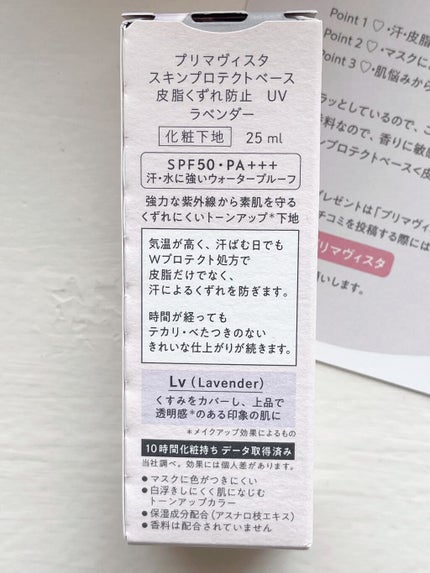 プリマヴィスタ
スキンプロテクトベース
皮脂くずれ防止 UV
ラベンダー
化粧下地 25 ml
SPF50・PA+++
汗・水に強いウォータープルーフ
強力な紫外線から素肌を守る
くずれにくいトーンアップ*下地
気温が高く、汗ばむ日でも
Wプロテクト処方で
皮脂だけでなく、
汗によるくずれを防ぎます。
時間が経っても
テカリ・べたつきのない
きれいな仕上がりが続きます。
Lv (Lavender)
くすみをカバーし、上品で
透明感*のある印象の肌に
*メイクアップ効果によるもの
10時間化粧持ち データ取得済み
当社調べ。効果には個人差があります。
●マスクに色がつきにくい
●白浮きしにくく肌になじむ
トーンアップカラー
●保湿成分配合(アスナロ枝エキス)
●香料は配合されていません
Point 1 ♡・汗・皮脂
Point 2 ♡・マスクに
Point 3 ♡・肌悩みか
ラッとしているので、こ
香料なので、香りに敏感
ンプロテクトベース<皮
プレゼントは「プリマヴィ
チコミを投稿する際には
リマヴィスタ